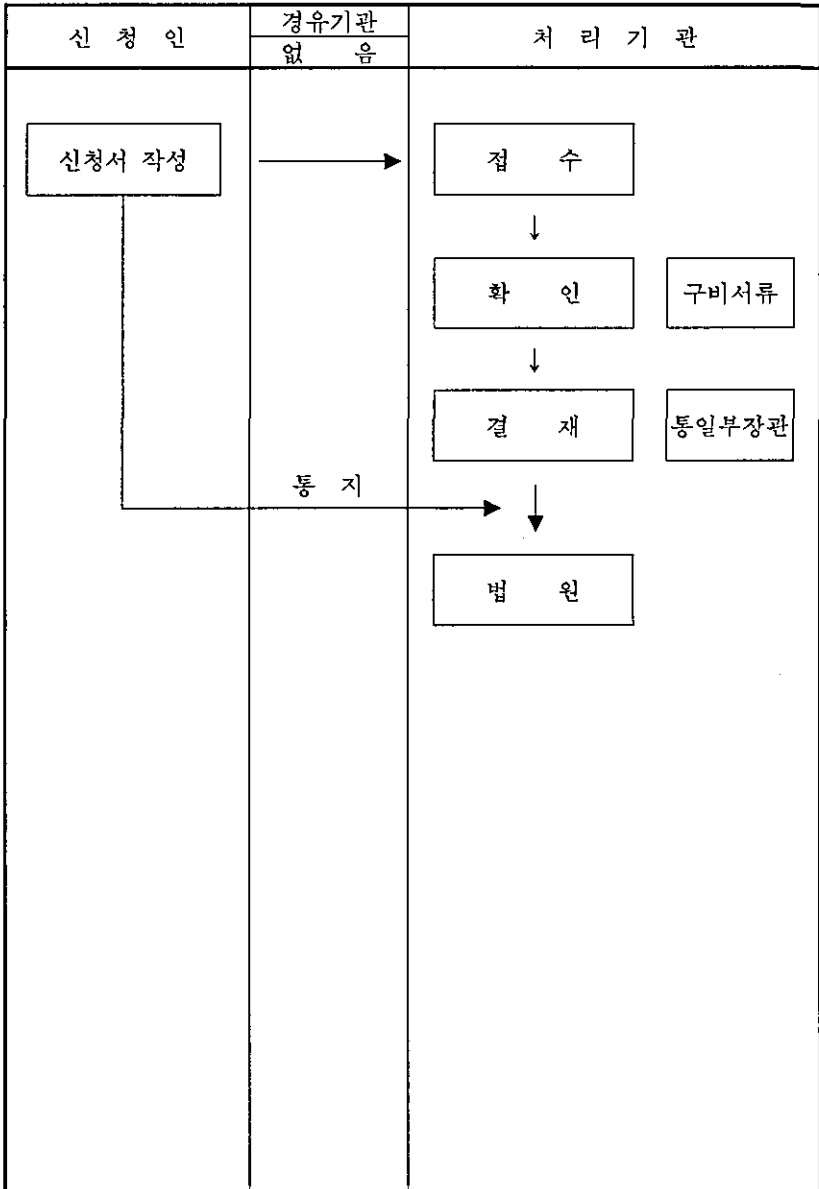 신 청 인
경유기관
없 음
처 리 기 관
신청서 작성
접 수
확 인
구비서류
결 재
통일부장관
통 지
법 원